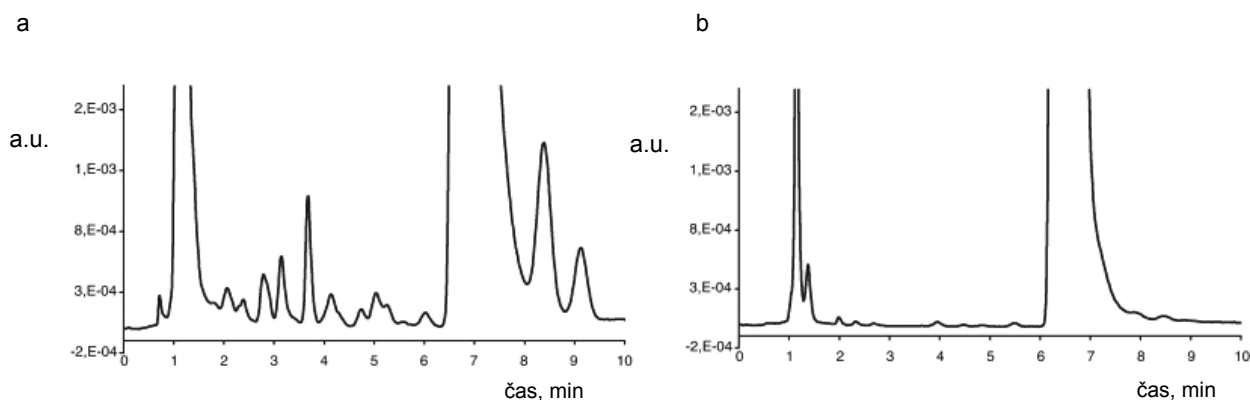 a
2,E-03
1,E-03
a.u.
8,E-04
3,E-04
-2,E-04
0 1 2 3 4 5 6 7 8 9 10
čas, min
b
2,E-03
1,E-03
a.u.
8,E-04
3,E-04
-2,E-04
0 1 2 3 4 5 6 7 8 9 10
čas, min